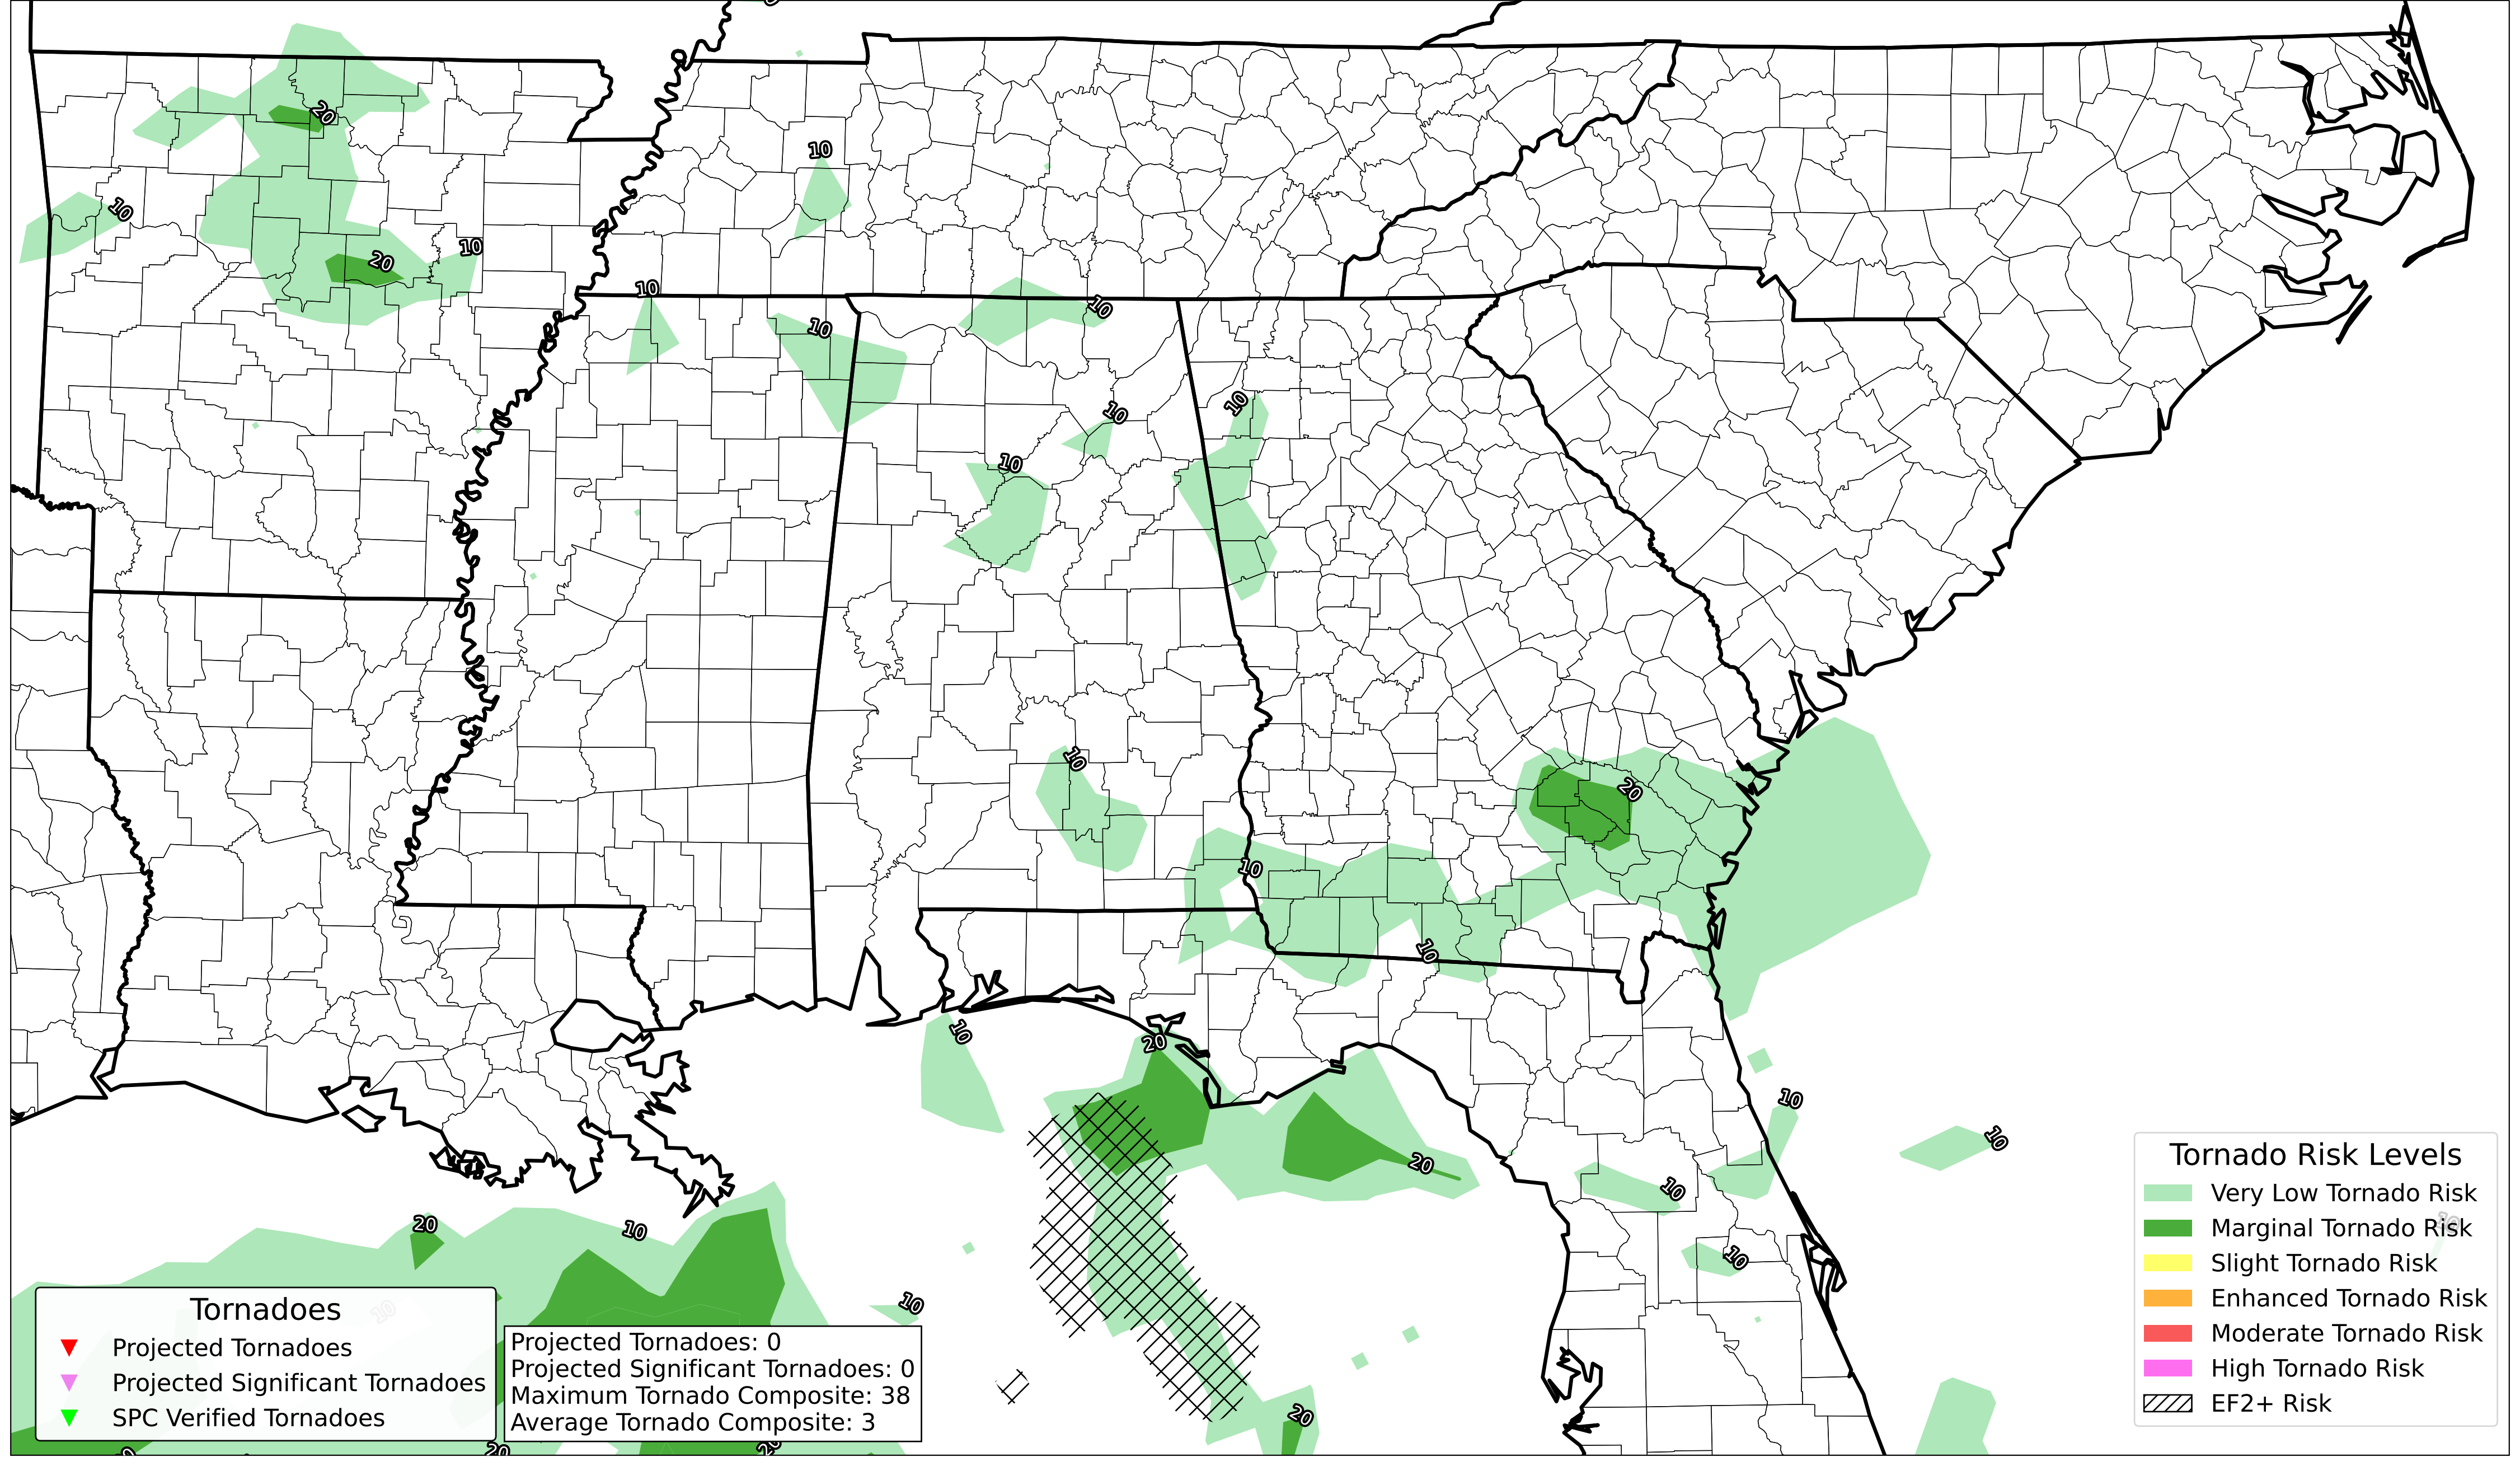 20
10
10
20
10
10
10
10
10
10
10
10
10
20
10
10
10
20
10
10
20
10
10
20
10
10
10
10
20
20
20
Tornado Risk Levels
Very Low Tornado Risk
Marginal Tornado Risk
Slight Tornado Risk
Enhanced Tornado Risk
Moderate Tornado Risk
High Tornado Risk
EF2+ Risk
Tornadoes
Projected Tornadoes
Projected Significant Tornadoes
SPC Verified Tornadoes
Projected Tornadoes: 0
Projected Significant Tornadoes: 0
Maximum Tornado Composite: 38
Average Tornado Composite: 3